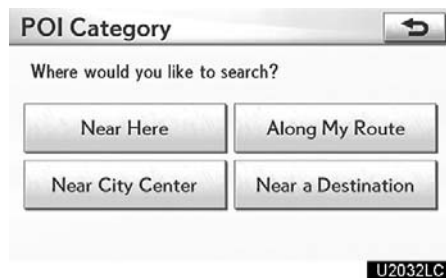 POI Category
Where would you like to search?
Near Here
Along My Route
Near City Center
Near a Destination
U2032LC